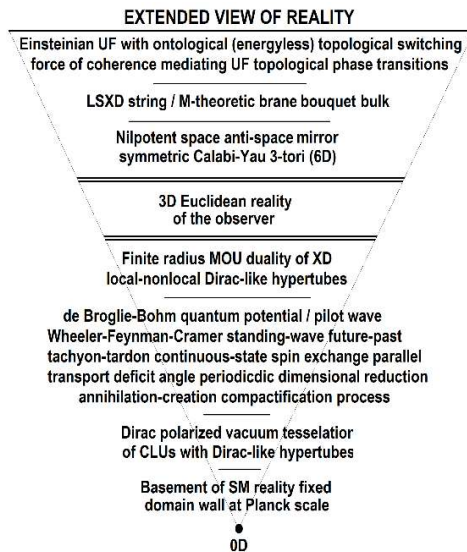 EXTENDED VIEW OF REALITY
Einsteinian UF with ontological (energyless) topological switching
force of coherence mediating UF topological phase transitions
LSXD string / M-theoretic brane bouquet bulk
Nilpotent space anti-space mirror
symmetric Calabi-Yau 3-tori (6D)
3D Euclidean reality
of the observer
Finite radius MOU duality of XD
local-nonlocal Dirac-like hypertubes
de Broglie-Bohm quantum potential / pilot wave
Wheeler-Feynman-Cramer standing-wave future-past
tachyon-tardon continuous-state spin exchange parallel
transport deficit angle periodicdic dimensional reduction
annihilation-creation compactification process
Dirac polarized vacuum tesselation
of CLUs with Dirac-like hypertubes
Basement of SM reality fixed
domain wall at Planck scale
0D